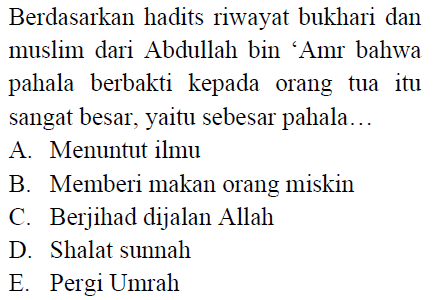 Berdasarkan hadits riwayat bukhari dan
muslim dari Abdullah bin ‘Amr bahwa
pahala berbakti kepada orang tua itu
sangat besar, yaitu sebesar pahala…
A. Menuntut ilmu
B. Memberi makan orang miskin
C. Berjihad dijalan Allah
D. Shalat sunnah
E. Pergi Umrah